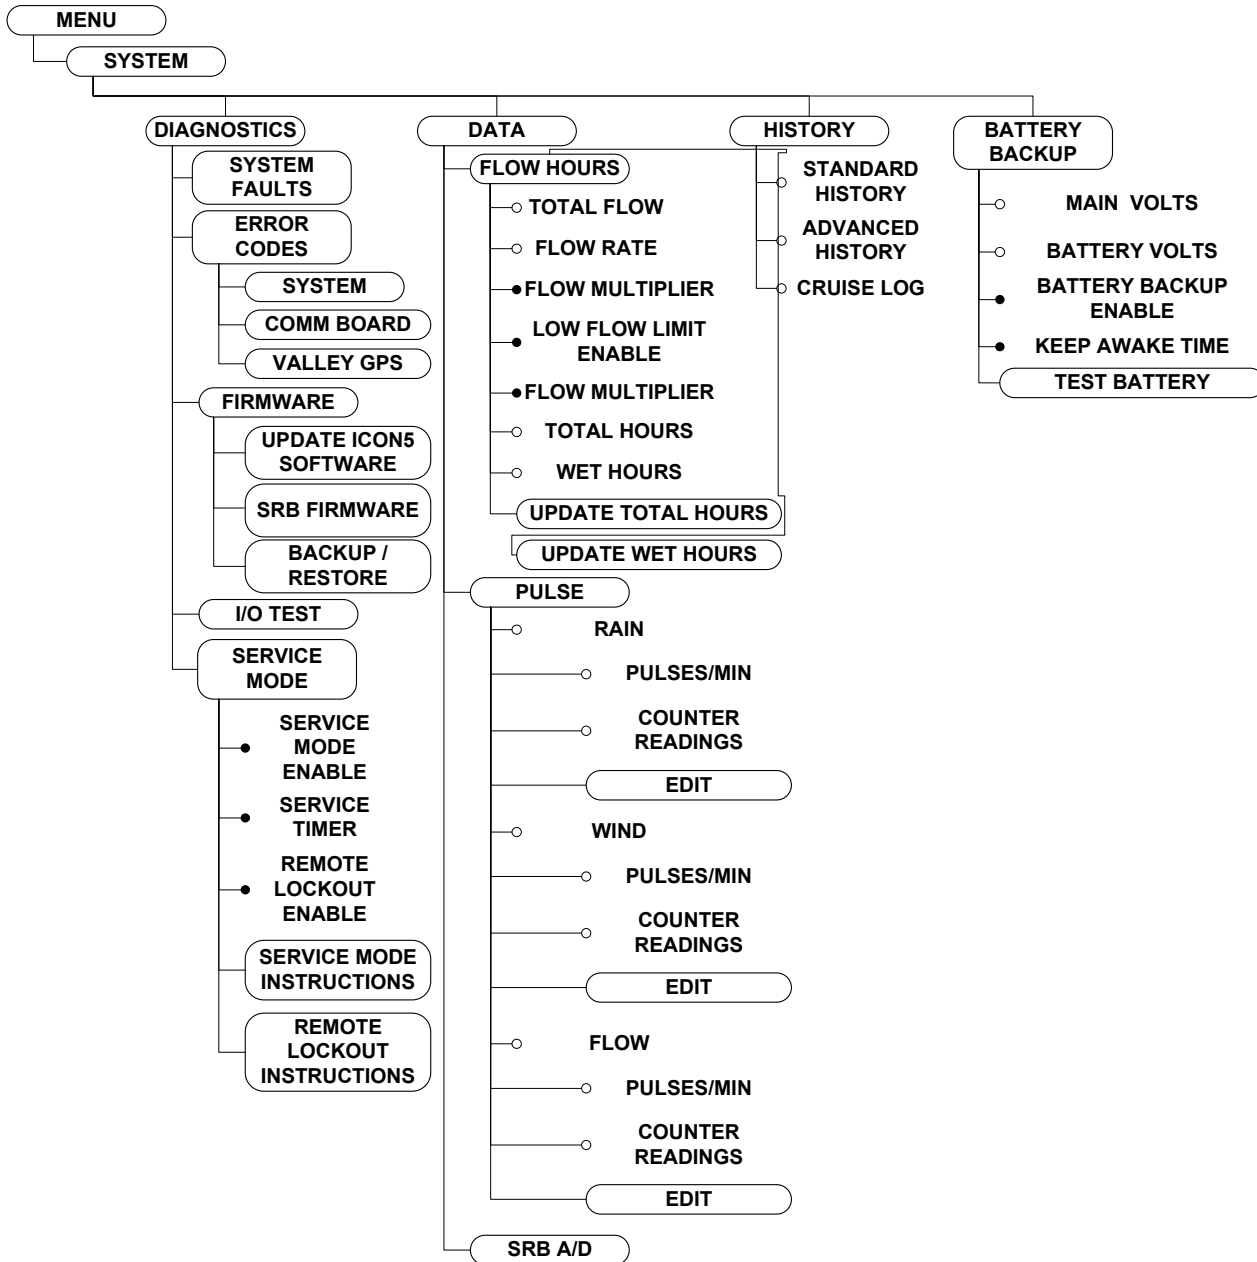 MENU
SYSTEM
DIAGNOSTICS
SYSTEM
FAULTS
ERROR
CODES
SYSTEM
COMM BOARD
VALLEY GPS
FIRMWARE
UPDATE ICON5
SOFTWARE
SRB FIRMWARE
BACKUP /
RESTORE
I/O TEST
SERVICE
MODE
SERVICE
MODE
ENABLE
SERVICE
TIMER
REMOTE
LOCKOUT
ENABLE
SERVICE MODE
INSTRUCTIONS
REMOTE
LOCKOUT
INSTRUCTIONS
DATA
FLOW HOURS
TOTAL FLOW
FLOW RATE
FLOW MULTIPLIER
LOW FLOW LIMIT
ENABLE
FLOW MULTIPLIER
TOTAL HOURS
WET HOURS
UPDATE TOTAL HOURS
UPDATE WET HOURS
PULSE
RAIN
PULSES/MIN
COUNTER
READINGS
EDIT
WIND
PULSES/MIN
COUNTER
READINGS
EDIT
FLOW
PULSES/MIN
COUNTER
READINGS
EDIT
SRB A/D
HISTORY
STANDARD
HISTORY
ADVANCED
HISTORY
CRUISE LOG
BATTERY
BACKUP
MAIN VOLTS
BATTERY VOLTS
BATTERY BACKUP
ENABLE
KEEP AWAKE TIME
TEST BATTERY